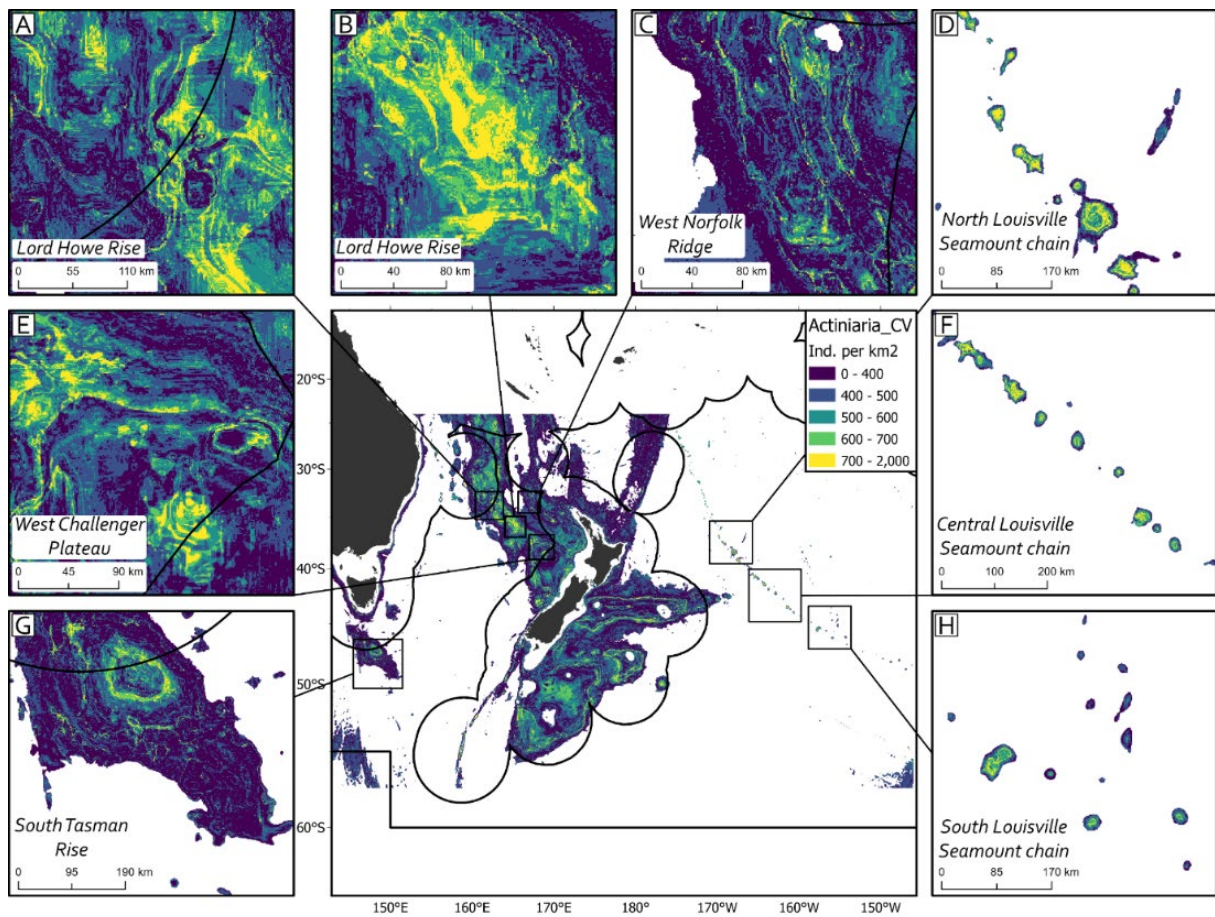 A
Lord Howe Rise
0 55 110 km
B
Lord Howe Rise
0 40 80 km
C
West Norfolk
Ridge
0 40 80 km
D
North Louisville
Seamount chain
0 85 170 km
E
West Challenger
Plateau
0 45 90 km
Actiniaria_CV
Ind. per km2
0 - 400
400 - 500
500 - 600
600 - 700
700 - 2,000
20°S
30°S
40°S
50°S
60°S
150°E 160°E 170°E 180° 170°W 160°W 150°W
F
Central Louisville
Seamount chain
0 100 200 km
G
South Tasman
Rise
0 95 190 km
H
South Louisville
Seamount chain
0 85 170 km